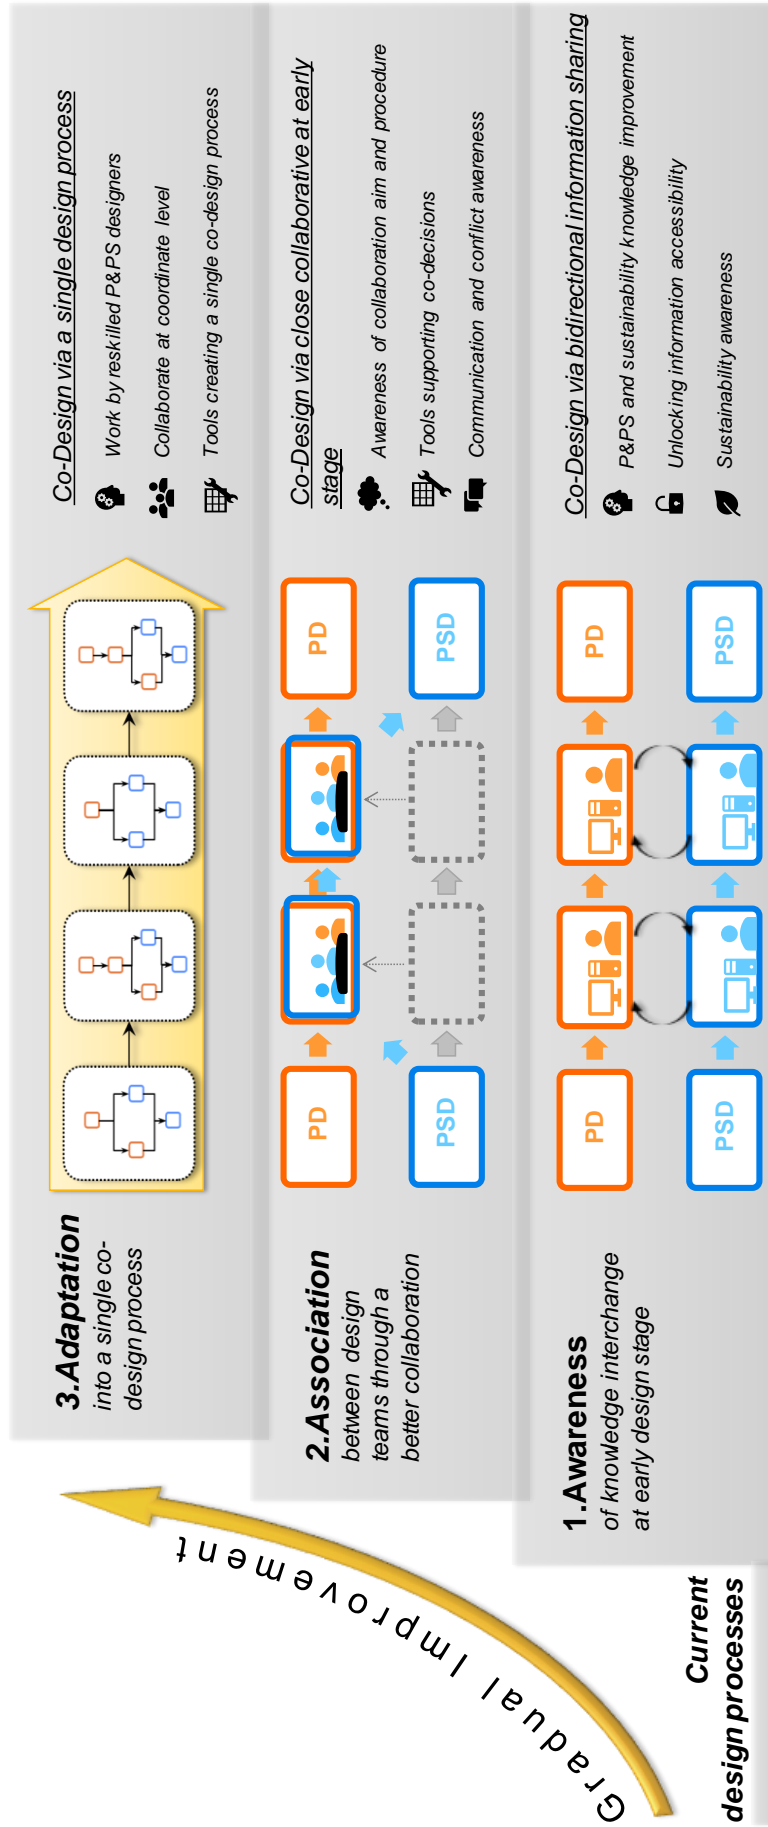 3.Adaptation
into a single co-
design process
Co-Design via a single design process
Work by reskilled P&PS designers
Collaborate at coordinate level
Tools creating a single co-design process
2.Association
between design
teams through a
better collaboration
PD
PD
PSD
PSD
Co-Design via close collaborative at early
stage
Awareness of collaboration aim and procedure
Tools supporting co-decisions
Communication and conflict awareness
1.Awareness
of knowledge interchange
at early design stage
PD
PD
PSD
PSD
Co-Design via bidirectional information sharing
P&PS and sustainability knowledge improvement
Unlocking information accessibility
Sustainability awareness
Gradual Improvement
Current
design processes